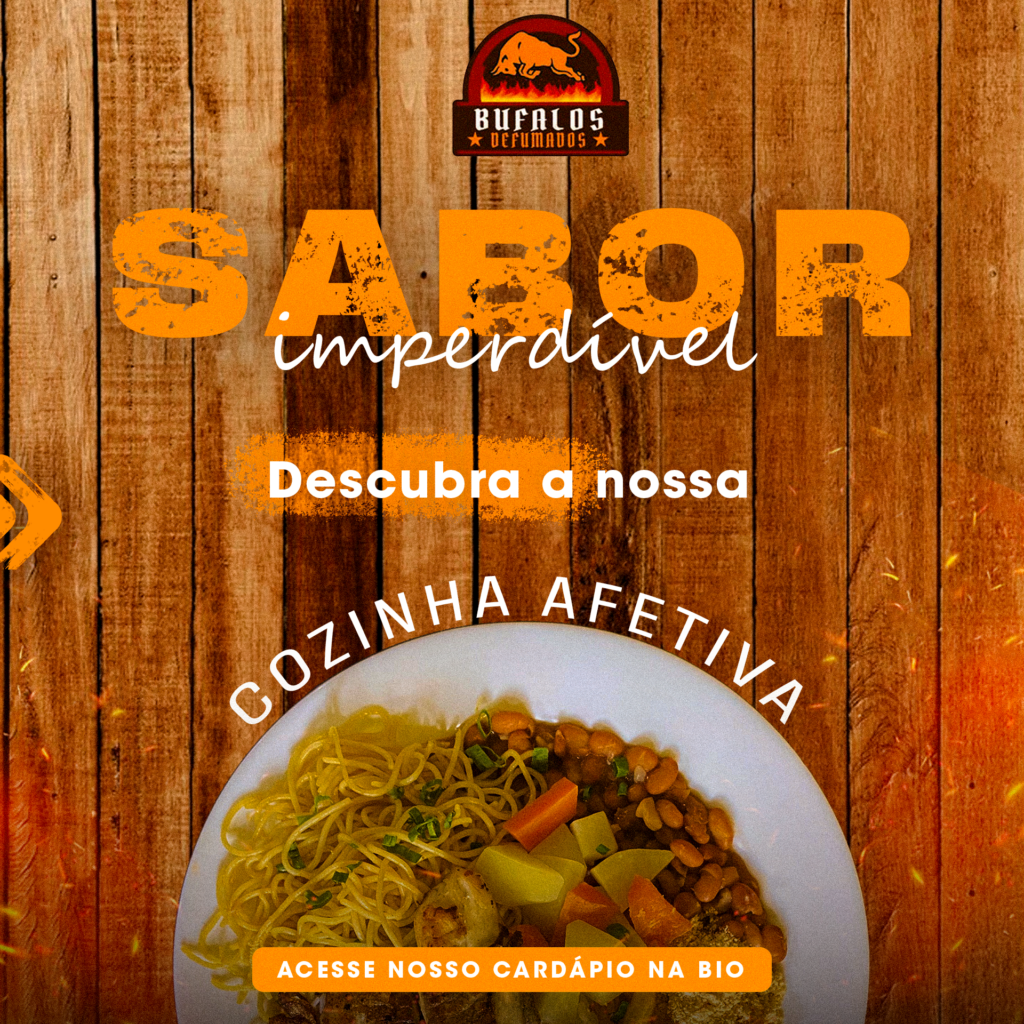 BUFALOS
DEFUMADOS
SABOR
imperdível
Descubra a nossa
COZINHA AFETIVA
ACESSE NOSSO CARDÁPIO NA BIO